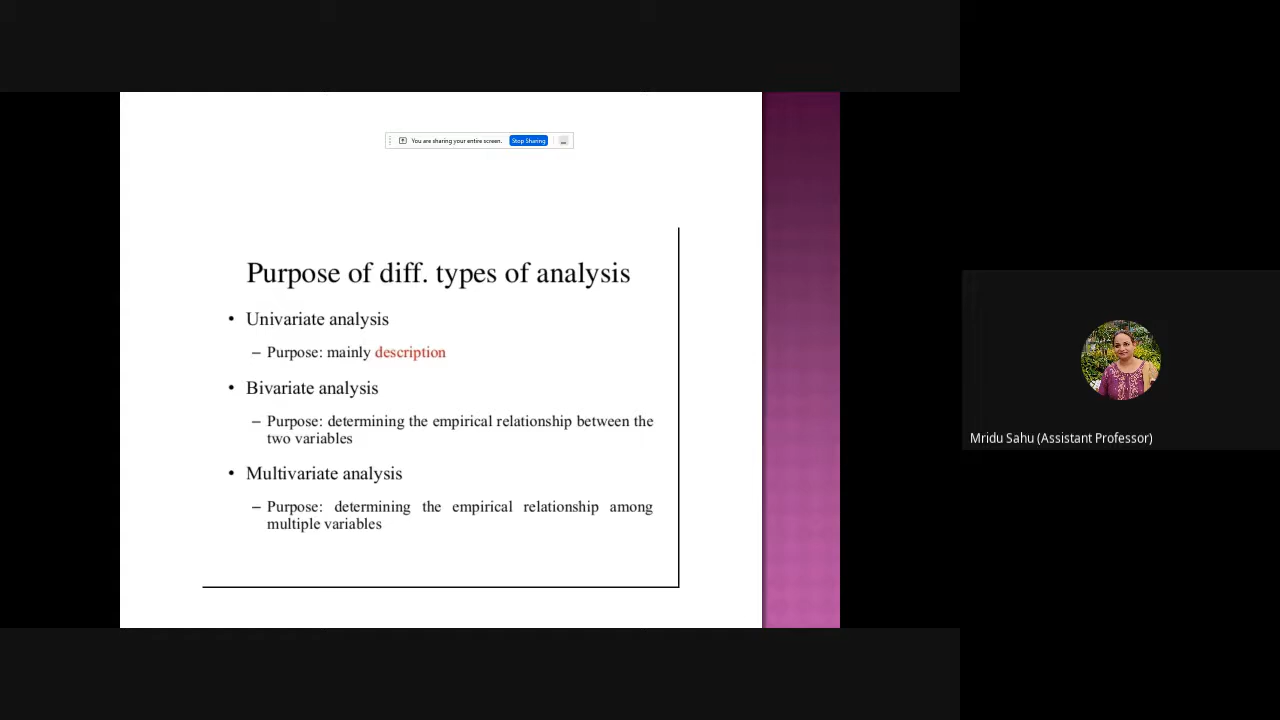 You are sharing your entire screen. Stop Sharing
Purpose of diff. types of analysis
• Univariate analysis
– Purpose: mainly description
• Bivariate analysis
– Purpose: determining the empirical relationship between the
two variables
• Multivariate analysis
– Purpose: determining the empirical relationship among
multiple variables
Mridu Sahu (Assistant Professor)